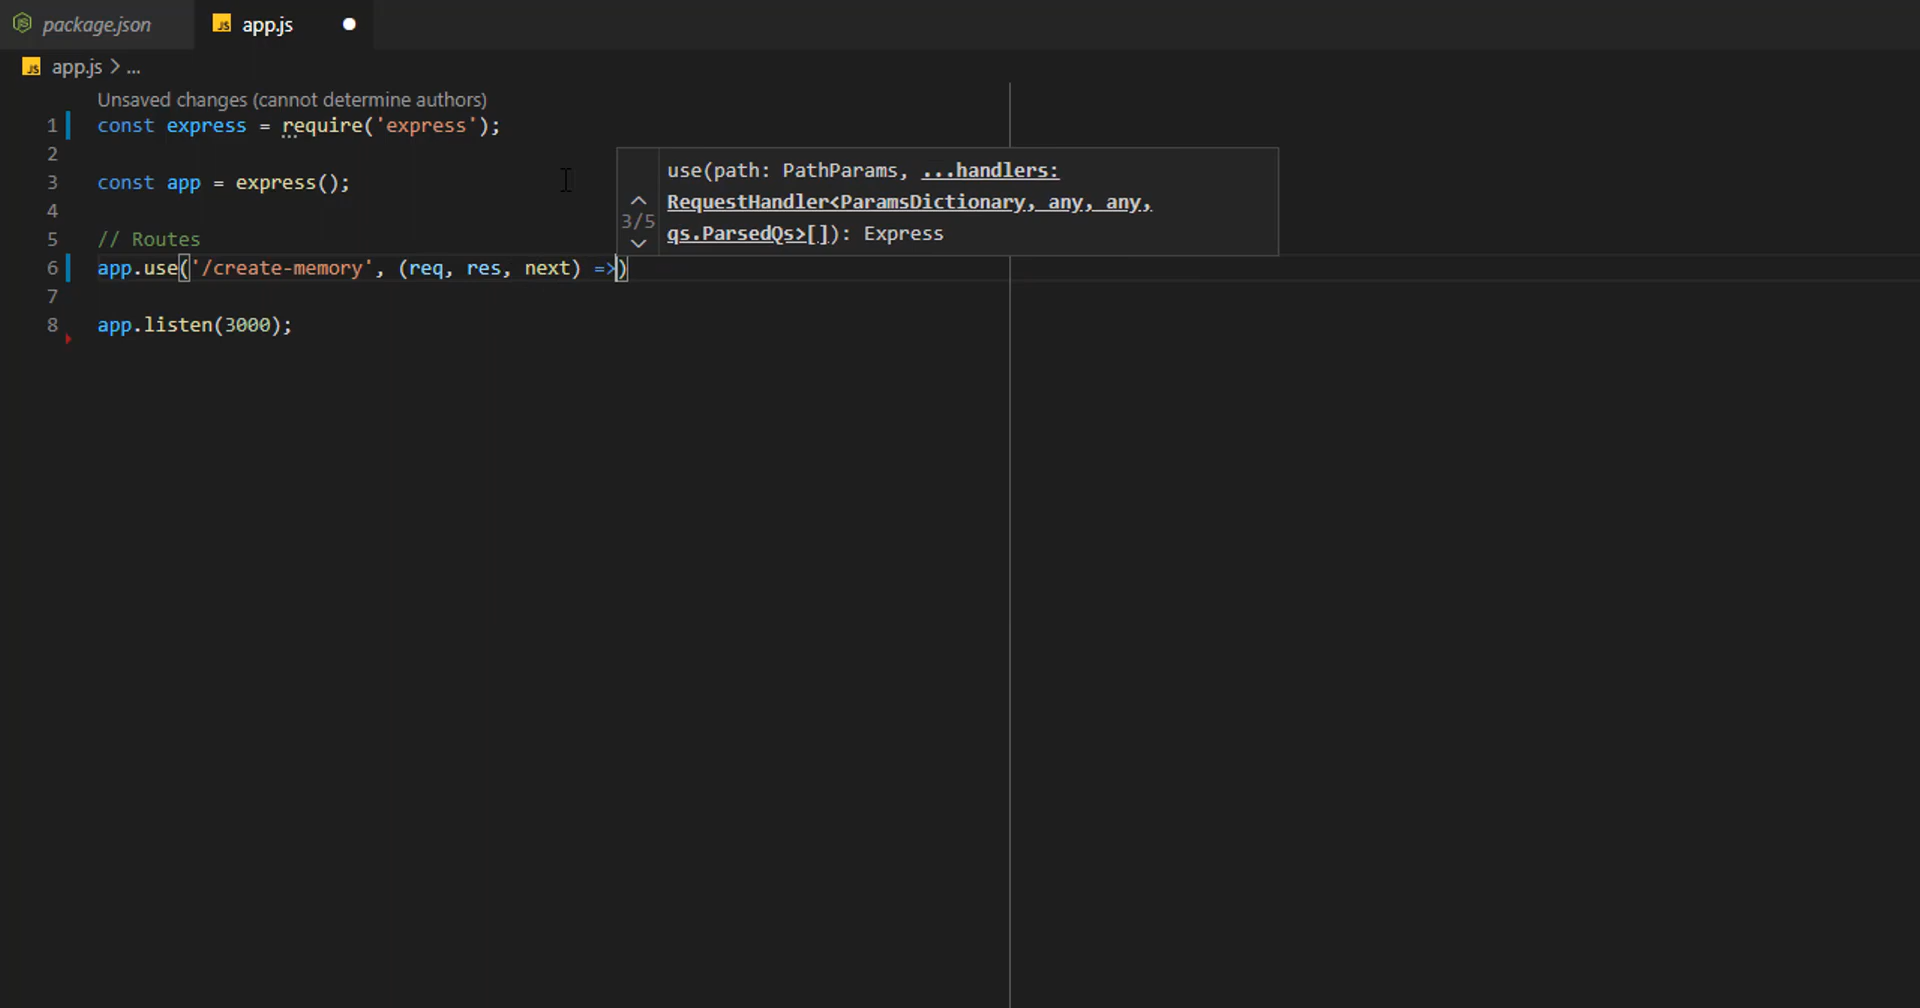 package.json
app.js
app.js > ...
Unsaved changes (cannot determine authors)
1 const express = require('express');
2
3 const app = express();
4
5 // Routes
6 app.use('/create-memory', (req, res, next) =>)
7
8 app.listen(3000);
use(path: PathParams, ...handlers:
RequestHandler<ParamsDictionary, any, any,
3/5
qs.ParsedQs>[]): Express